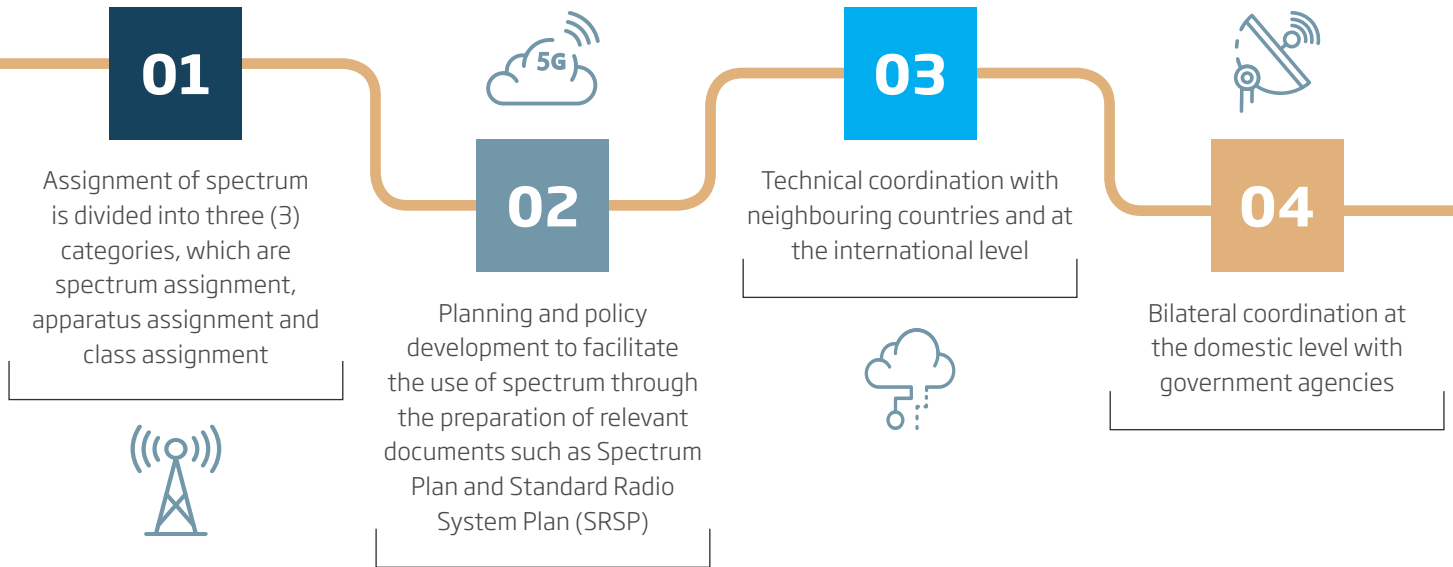 01
Assignment of spectrum
is divided into three (3)
categories, which are
spectrum assignment,
apparatus assignment and
class assignment
5G
02
Planning and policy
development to facilitate
the use of spectrum through
the preparation of relevant
documents such as Spectrum
Plan and Standard Radio
System Plan (SRSP)
03
Technical coordination with
neighbouring countries and at
the international level
04
Bilateral coordination at
the domestic level with
government agencies